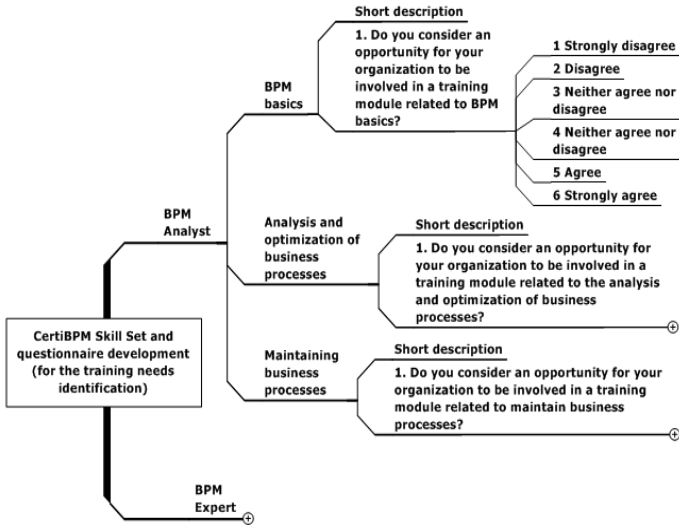 Short description
1. Do you consider an
opportunity for your
organization to be
involved in a training
module related to BPM
basics?
1 Strongly disagree
2 Disagree
3 Neither agree nor
disagree
4 Neither agree nor
disagree
5 Agree
6 Strongly agree
BPM
basics
BPM
Analyst
Analysis and
optimization of
business
processes
Short description
1. Do you consider an opportunity for
your organization to be involved in a
training module related to the analysis
and optimization of business
processes?
CertiBPM Skill Set and
questionnaire development
(for the training needs
identification)
Maintaining
business
processes
Short description
1. Do you consider an opportunity for your
organization to be involved in a training
module related to maintain business
processes?
BPM
Expert